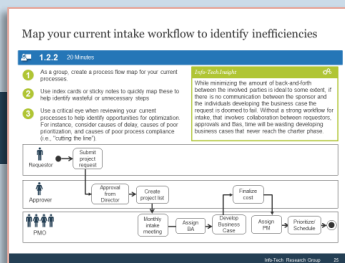 Map your current intake workflow to identify inefficiencies
1.2.2 20 Minutes
1 As a group, create a process flow map for your current
processes.
2 Use index cards or sticky notes to quickly map these to
help identify wasteful or unnecessary steps
3 Use a critical eye when reviewing your current
processes to help identify opportunities for optimization.
For instance, consider causes of delay, causes of poor
prioritization, and causes of poor process compliance
(i.e., "cutting the line")
Info-Tech Insight
While minimizing the amount of back-and-forth
between the involved parties is ideal to some extent, if
there is no communication between the sponsor and
the individuals developing the business case the
request is doomed to fail. Without a strong workflow for
intake, that involves collaboration between requestors,
approvals and BAs, time will be wasting developing
business cases that never reach the charter phase
Requestor
Submit
project
request
Approver
Approval
from
Director
Create
project list
Finalize
cost
PMO
Monthly
intake
meeting
Assign
BA
Develop
Business
Case
Assign
PM
Prioritize/
Schedule
Info-Tech Research Group 25